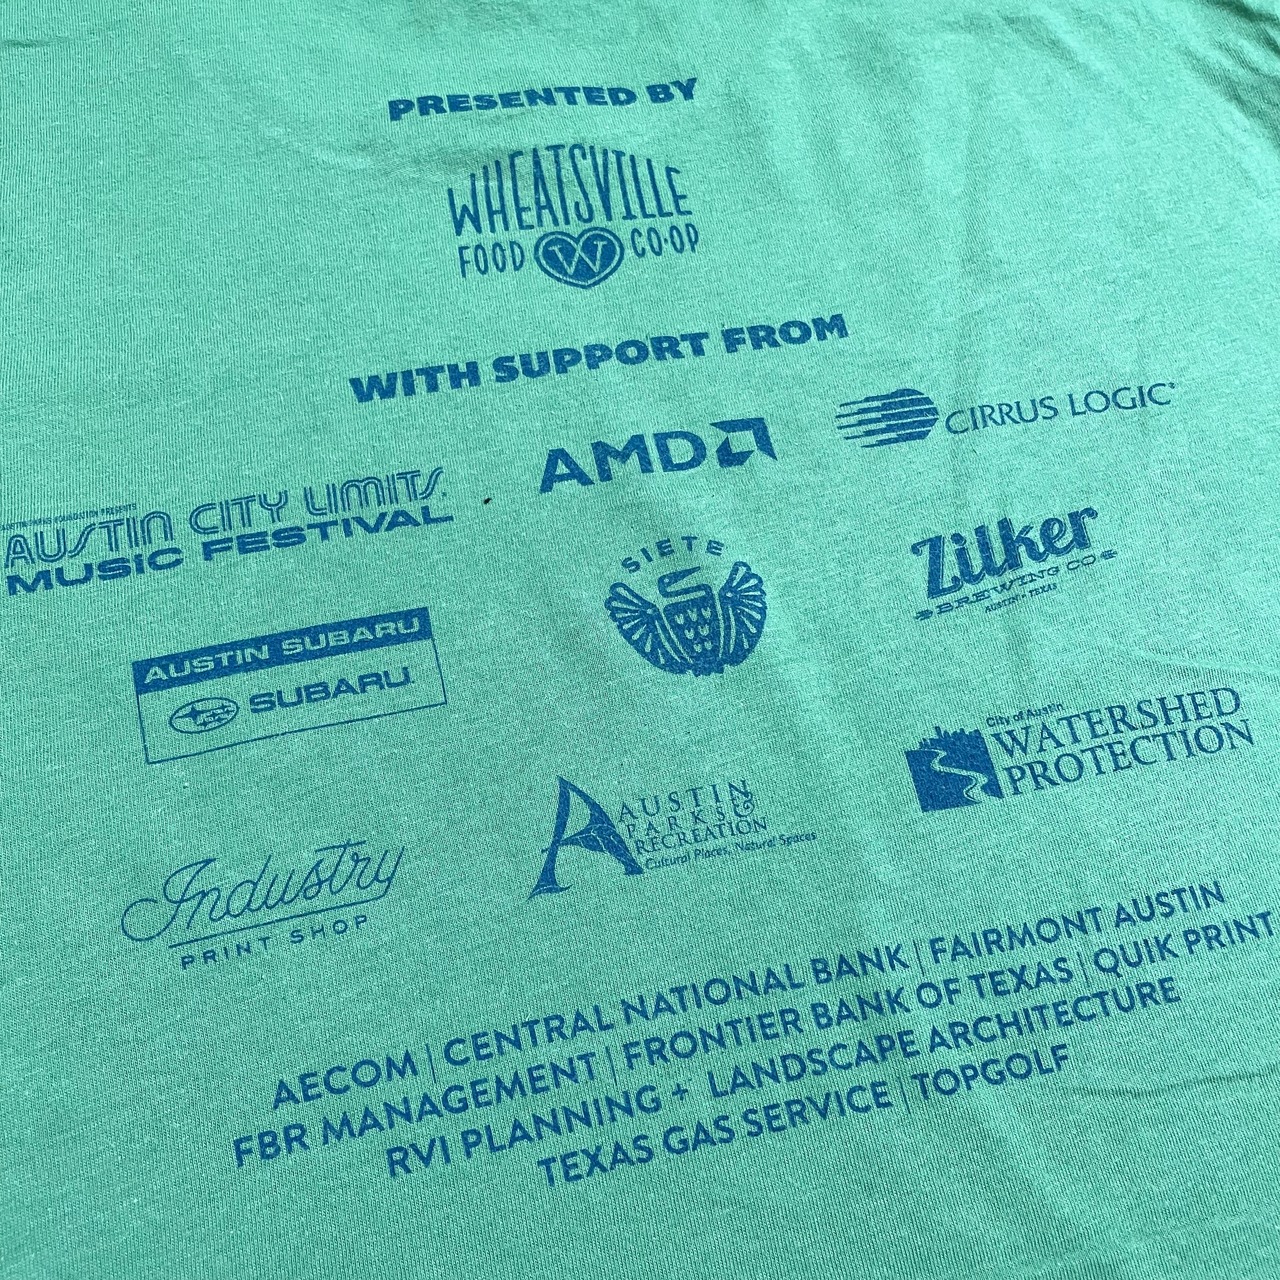 PRESENTED BY
WHEATSVILLE
FOOD W CO-OP
WITH SUPPORT FROM
AUSTIN CITY LIMITS
MUSIC FESTIVAL
AMD
CIRRUS LOGIC
AUSTIN SUBARU
SUBARU
SIETE
Zilker
BREWING CO
AUSTIN, TEXAS
Industry
PRINT SHOP
AUSTIN
PARKS &
RECREATION
Cultural Places, Natural Spaces
City of Austin
WATERSHED
PROTECTION
AECOM | CENTRAL NATIONAL BANK | FAIRMONT AUSTIN
FBR MANAGEMENT | FRONTIER BANK OF TEXAS | QUIK PRINT
RVI PLANNING + LANDSCAPE ARCHITECTURE
TEXAS GAS SERVICE | TOPGOLF